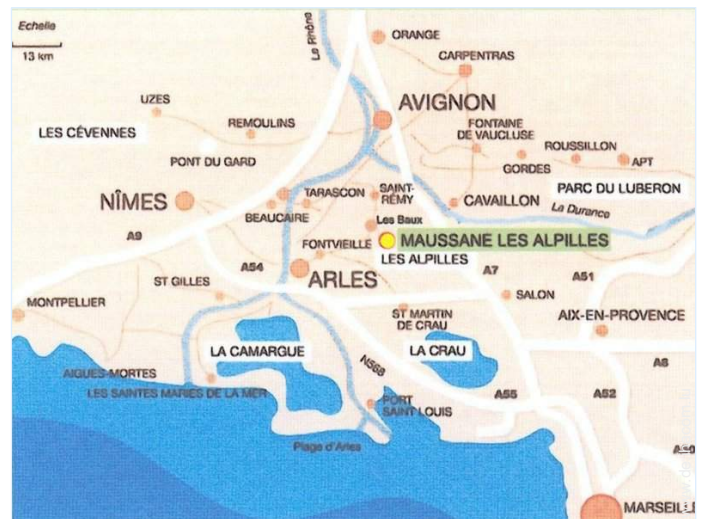 Echelle
13 km
Le Rhône
ORANGE
CARPENTRAS
UZES
AVIGNON
LES CÉVENNES
REMOULINS
FONTAINE
DE VAUCLUSE
ROUSSILLON
PONT DU GARD
GORDES
APT
NÎMES
TARASCON
SAINT-
RÉMY
CAVAILLON
PARC DU LUBERON
BEAUCAIRE
Les Baux
La Durance
A9
FONTVIEILLE
MAUSSANE LES ALPILLES
LES ALPILLES
A54
ARLES
A7
A51
ST GILLES
SALON
MONTPELLIER
ST MARTIN
DE CRAU
AIX-EN-PROVENCE
LA CAMARGUE
LA CRAU
N568
A8
AIGUES-MORTES
LES SAINTES MARIES DE LA MER
A55
A52
PORT
SAINT LOUIS
Plage d'Arles
MARSEILLE